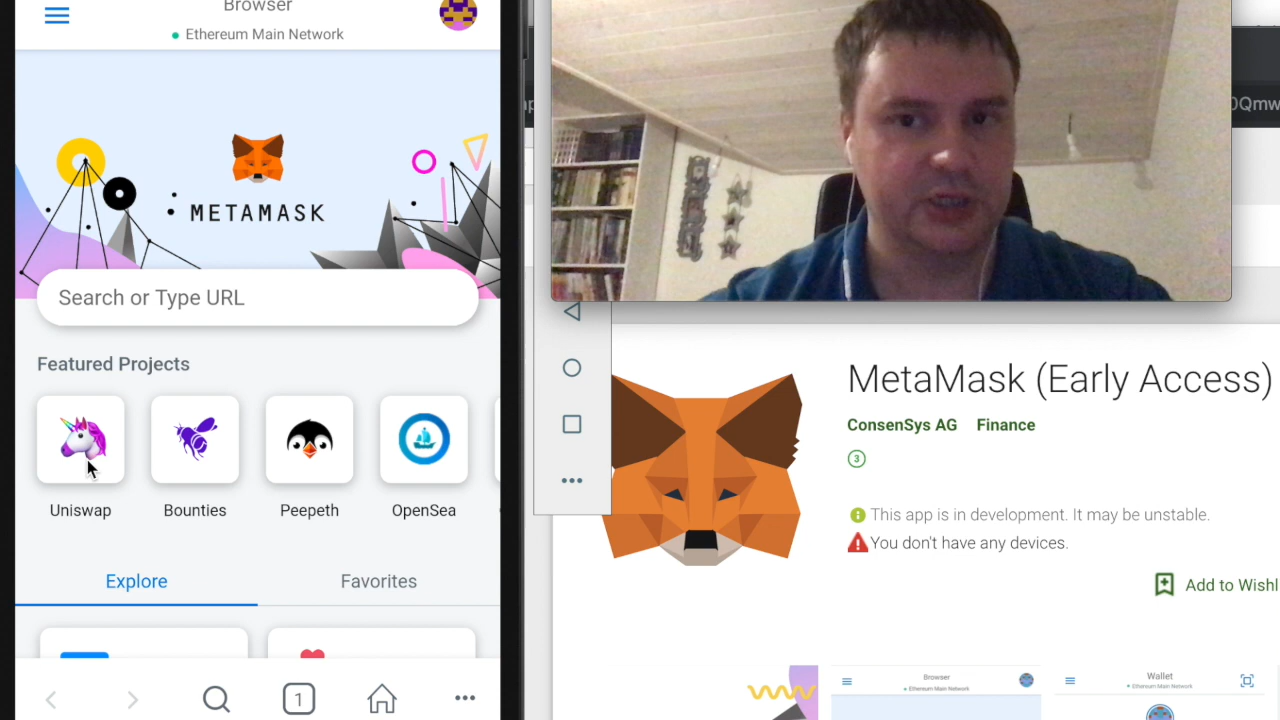 Browser
Ethereum Main Network
METAMASK
Search or Type URL
Featured Projects
Uniswap
Bounties
Peepeth
OpenSea
Explore
Favorites
1
0Qmw
MetaMask (Early Access)
ConsenSys AG Finance
3
This app is in development. It may be unstable.
You don't have any devices.
Add to Wishl
Browser
Ethereum Main Network
Wallet
Ethereum Main Network